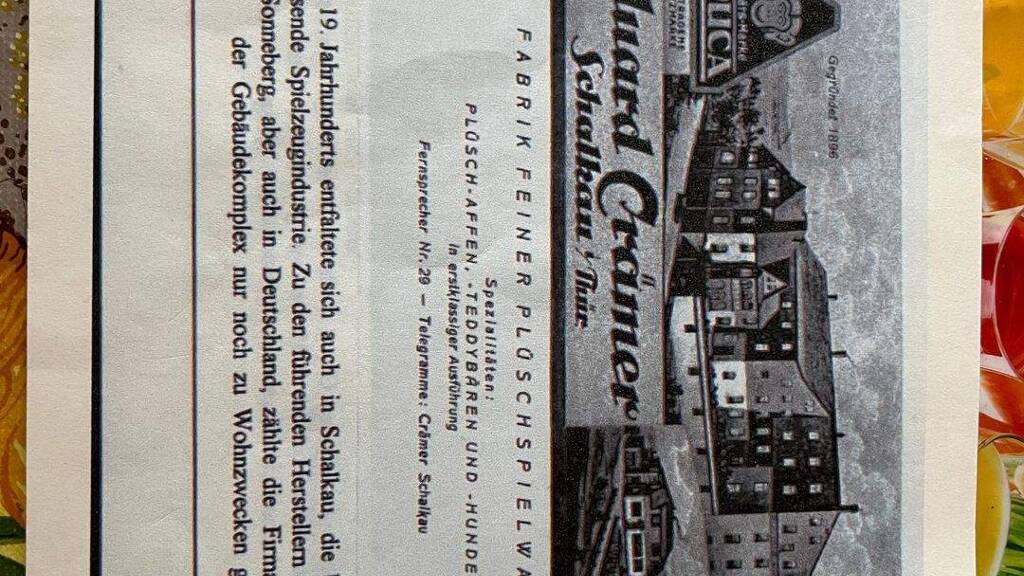 Gegründet 1896
UCA
duard Crämer
Schalkau i/Thür.
FABRIK FEINER PLÜSCHSPIELWA
Spezialitäten:
PLÜSCH-AFFEN, -TEDDYBÄREN UND -HUNDE
in erstklassiger Ausführung
Fernsprecher Nr. 29 — Telegramme: Crämer Schalkau
19. Jahrhunderts entfaltete sich auch in Schalkau, die
sende Spielzeugindustrie. Zu den führenden Herstellern
Sonneberg, aber auch in Deutschland, zählte die Firma
der Gebäudekomplex nur noch zu Wohnzwecken g